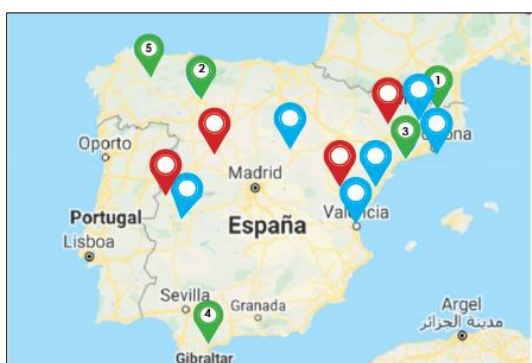 5
2
1
3
Oporto
Madrid
Portugal
España
Valencia
Lisboa
Sevilla
Granada
4
Gibraltar
Argel
مدينة الجزائر